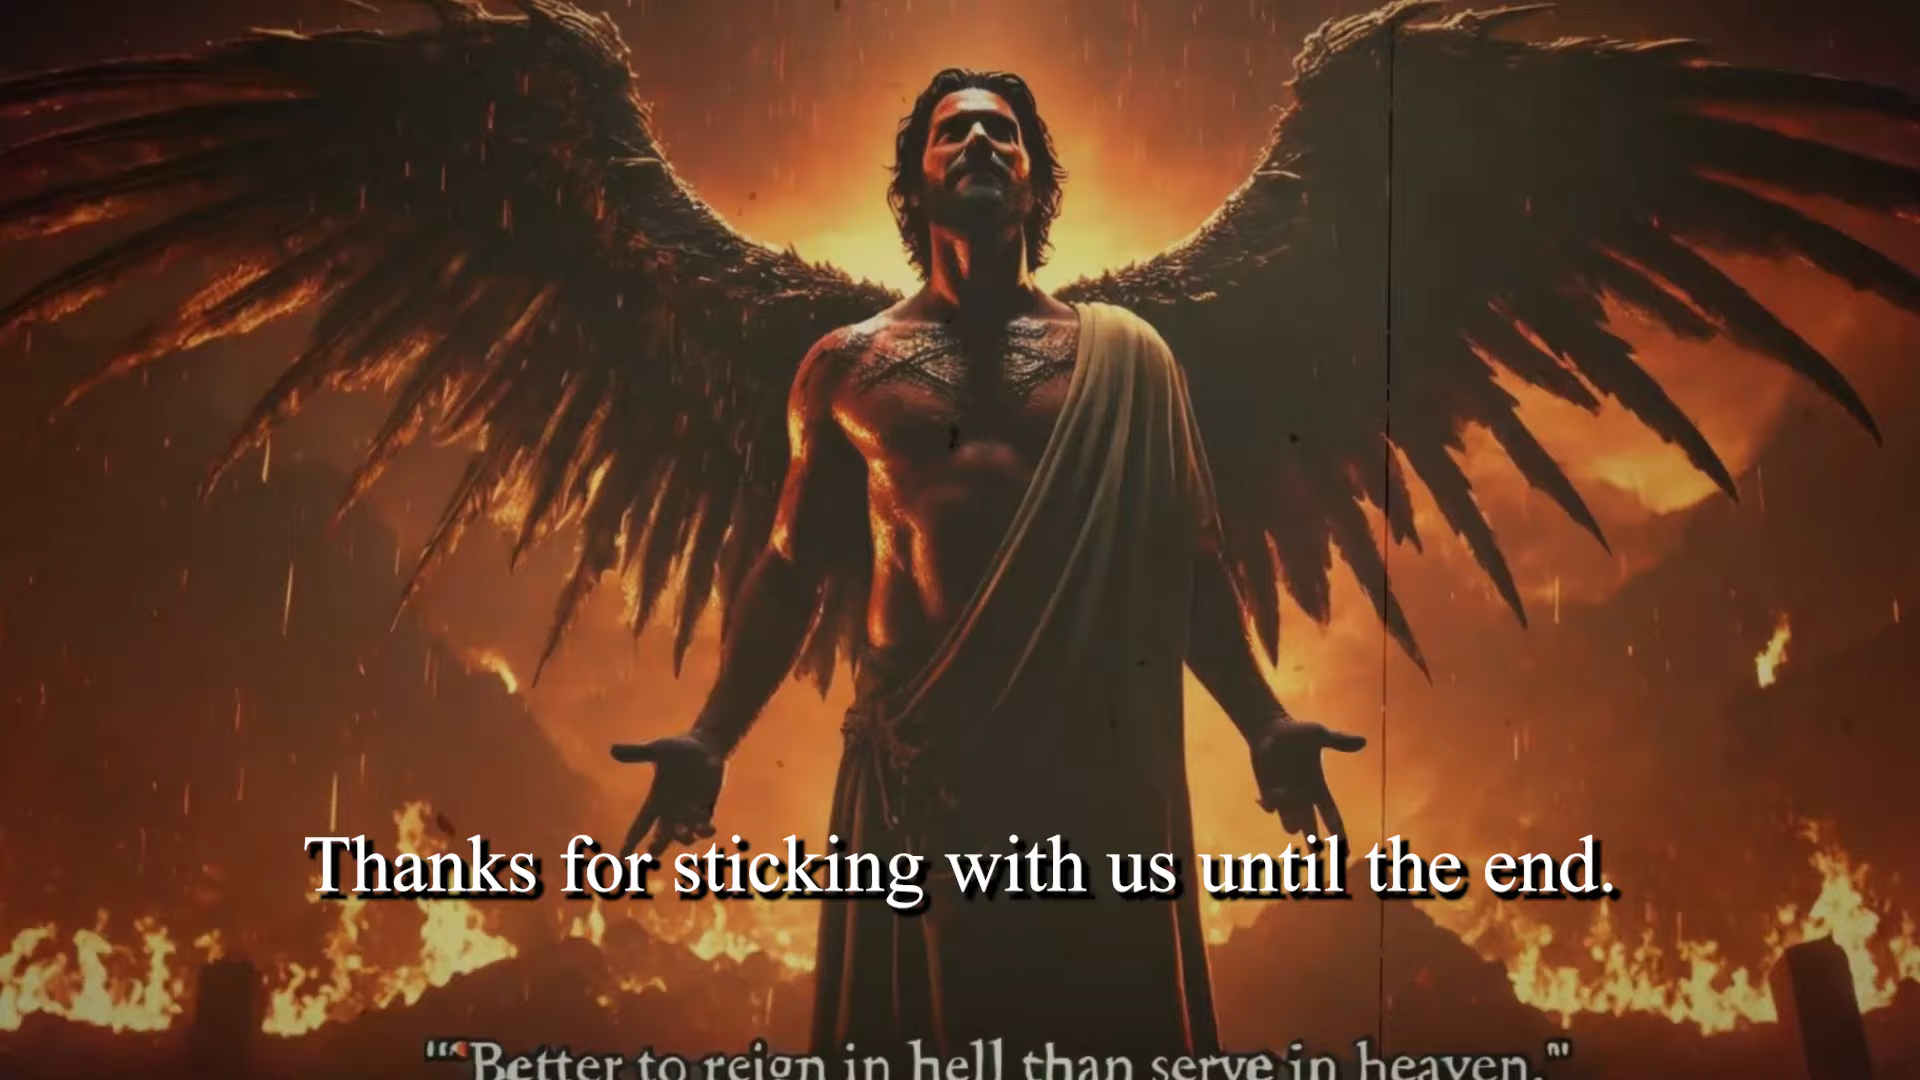 Thanks for sticking with us until the end.
"“Better to reign in hell than serve in heaven."